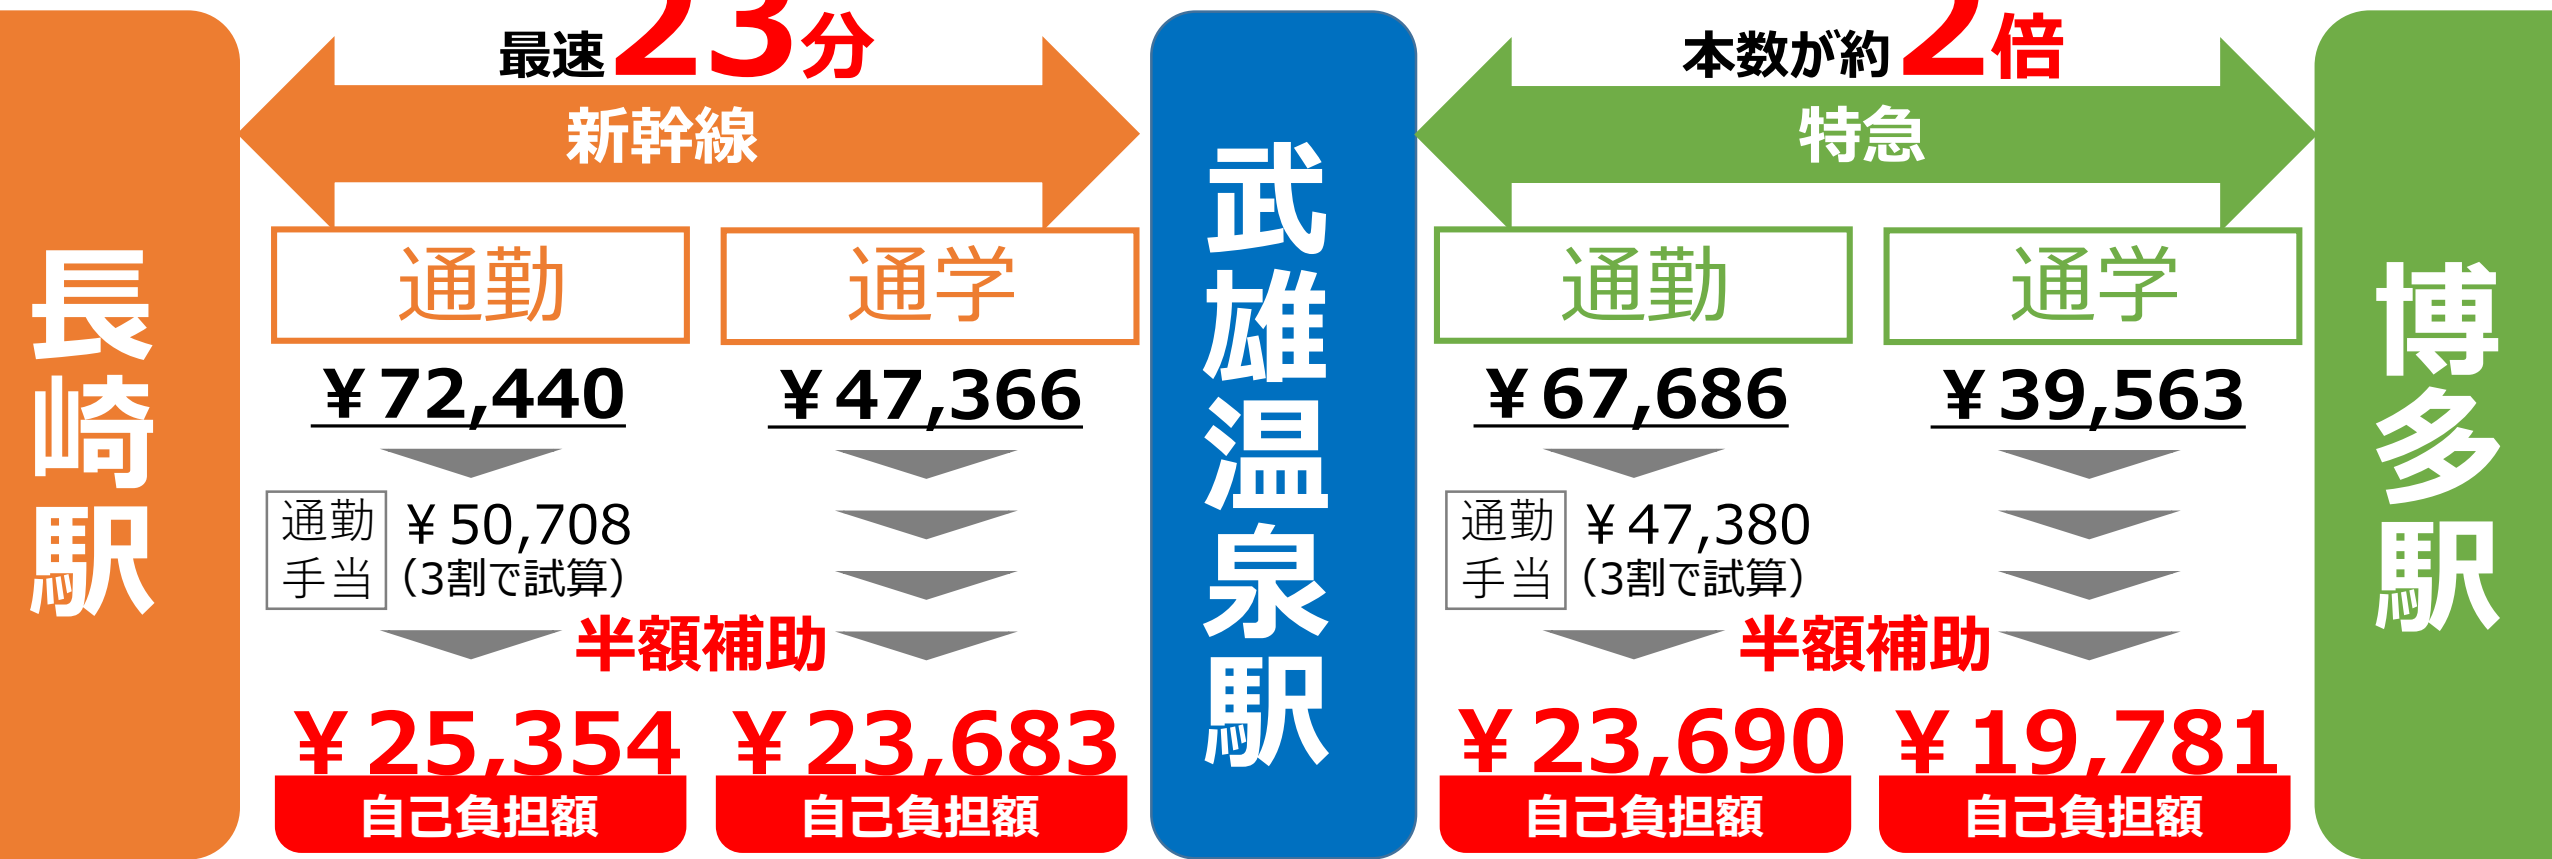 長崎駅
最速23分
新幹線
通勤
通学
￥72,440
￥47,366
通勤
手当
￥50,708
（3割で試算）
半額補助
￥25,354
￥23,683
自己負担額
自己負担額
武雄温泉駅
本数が約2倍
特急
通勤
通学
￥67,686
￥39,563
通勤
手当
￥47,380
（3割で試算）
半額補助
￥23,690
￥19,781
自己負担額
自己負担額
博多駅